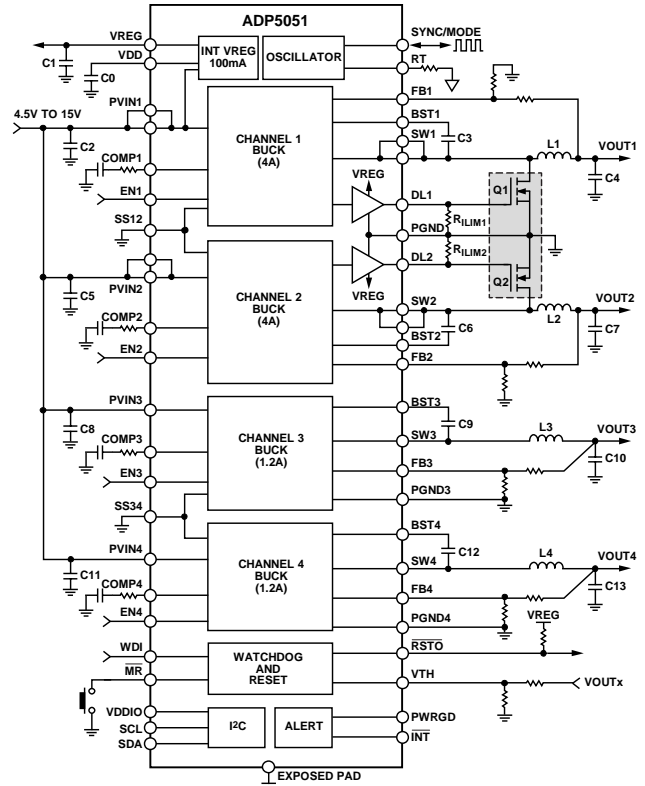 ADP5051
VREG
C1
VDD
C0
INT VREG
100mA
OSCILLATOR
SYNC/MODE
RT
4.5V TO 15V
PVIN1
C2
COMP1
EN1
CHANNEL 1
BUCK
(4A)
FB1
BST1
SW1
C3
L1
VOUT1
C4
VREG
DL1
Q1
RILIM1
PGND
RILIM2
DL2
Q2
VREG
SS12
PVIN2
C5
COMP2
EN2
CHANNEL 2
BUCK
(4A)
SW2
C6
BST2
FB2
L2
VOUT2
C7
PVIN3
C8
COMP3
EN3
CHANNEL 3
BUCK
(1.2A)
BST3
C9
SW3
FB3
PGND3
L3
VOUT3
C10
SS34
PVIN4
C11
COMP4
EN4
CHANNEL 4
BUCK
(1.2A)
BST4
C12
SW4
FB4
PGND4
L4
VOUT4
C13
VREG
WDI
MR
WATCHDOG
AND
RESET
RSTO
VTH
VOUTx
VDDIO
SCL
SDA
I2C
ALERT
PWRGD
INT
EXPOSED PAD